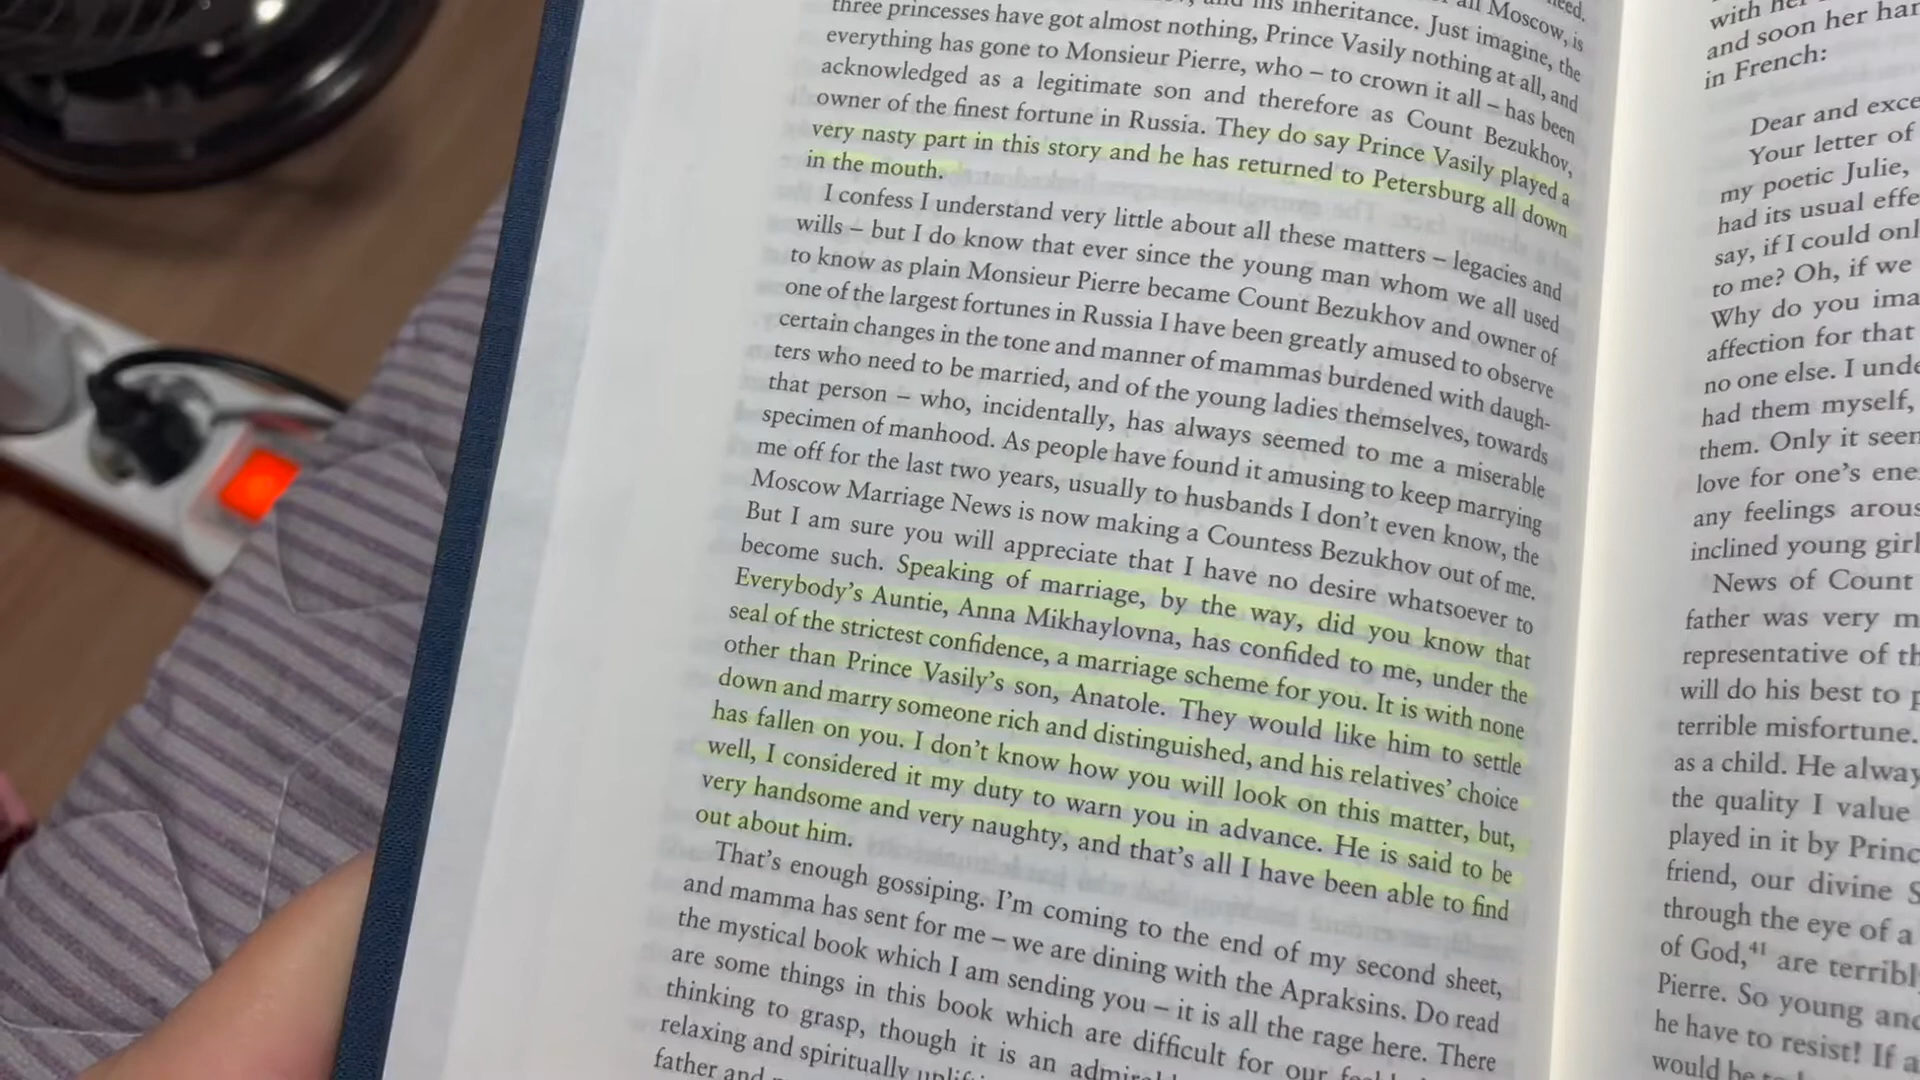 all Moscow, is
his inheritance. Just imagine, the
three princesses have got almost nothing, Prince Vasily nothing at all, and
everything has gone to Monsieur Pierre, who – to crown it all – has been
acknowledged as a legitimate son and therefore as Count Bezukhov,
owner of the finest fortune in Russia. They do say Prince Vasily played a
very nasty part in this story and he has returned to Petersburg all down
in the mouth.
I confess I understand very little about all these matters – legacies and
wills – but I do know that ever since the young man whom we all used
to know as plain Monsieur Pierre became Count Bezukhov and owner of
one of the largest fortunes in Russia I have been greatly amused to observe
certain changes in the tone and manner of mammas burdened with daugh-
ters who need to be married, and of the young ladies themselves, towards
that person – who, incidentally, has always seemed to me a miserable
specimen of manhood. As people have found it amusing to keep marrying
me off for the last two years, usually to husbands I don't even know, the
Moscow Marriage News is now making a Countess Bezukhov out of me.
But I am sure you will appreciate that I have no desire whatsoever to
become such. Speaking of marriage, by the way, did you know that
Everybody's Auntie, Anna Mikhaylovna, has confided to me, under the
seal of the strictest confidence, a marriage scheme for you. It is with none
other than Prince Vasily's son, Anatole. They would like him to settle
down and marry someone rich and distinguished, and his relatives' choice
has fallen on you. I don't know how you will look on this matter, but,
well, I considered it my duty to warn you in advance. He is said to be
very handsome and very naughty, and that's all I have been able to find
out about him.
That's enough gossiping. I'm coming to the end of my second sheet,
and mamma has sent for me – we are dining with the Apraksins. Do read
the mystical book which I am sending you – it is all the rage here. There
are some things in this book which are difficult for our
thinking to grasp, though it is an
relaxing and spiritually
father and
with her
and soon her
in French:
Dear and
Your letter of
my poetic Julie,
had its usual
say, if I could
to me? Oh, if we
Why do you
affection for that
no one else. I
had them myself,
them. Only it
love for one's
any feelings
inclined young
News of Count
father was very
representative of
will do his best to
terrible misfortune.
as a child. He
the quality I value
played in it by
friend, our divine
through the eye of a
of God,⁴¹ are
Pierre. So young
he have to resist! If
would be